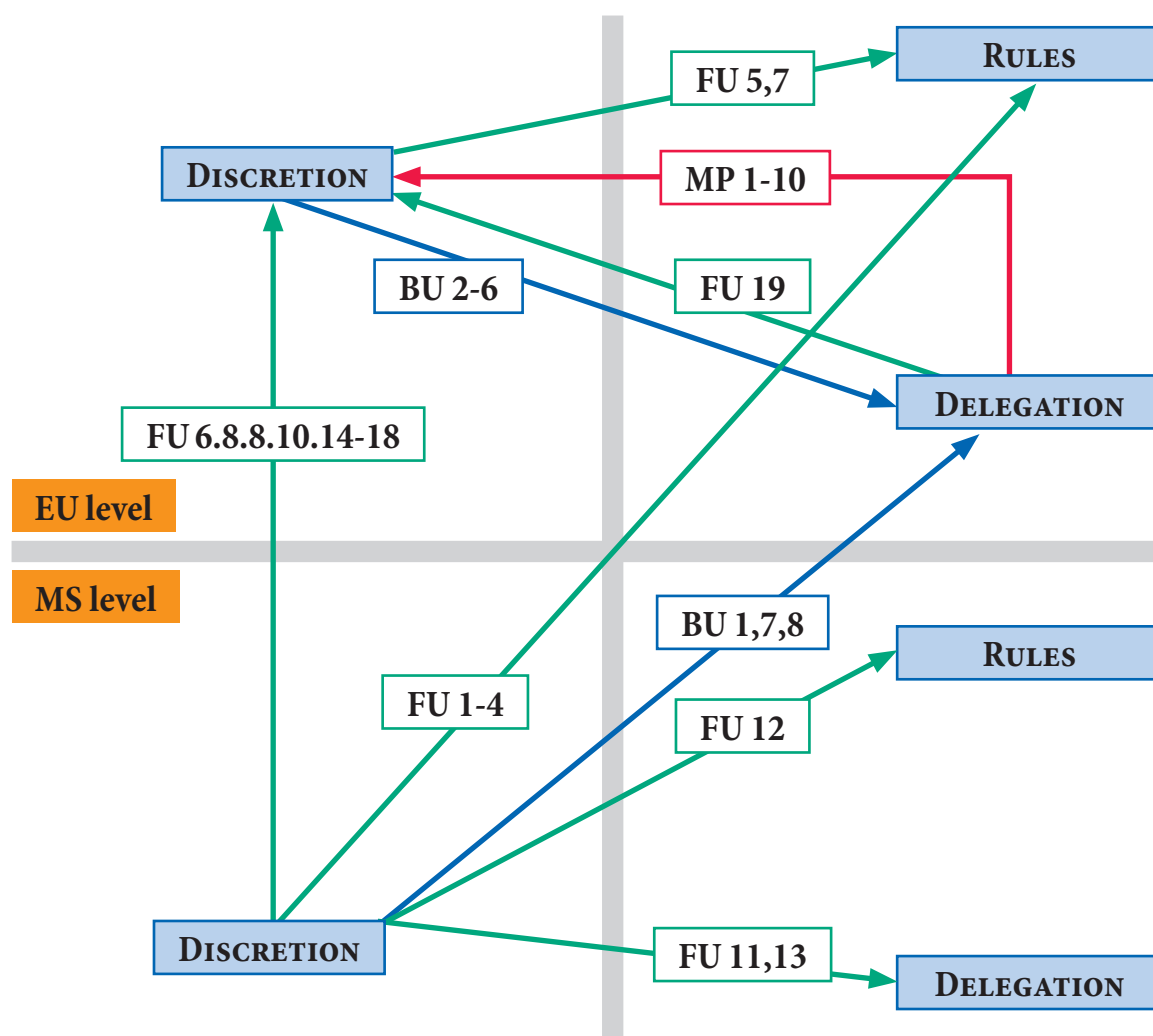 RULES
FU 5,7
DISCRETION
MP 1-10
BU 2-6
FU 19
DELEGATION
FU 6.8.8.10.14-18
EU level
MS level
BU 1,7,8
RULES
FU 1-4
FU 12
DISCRETION
FU 11,13
DELEGATION